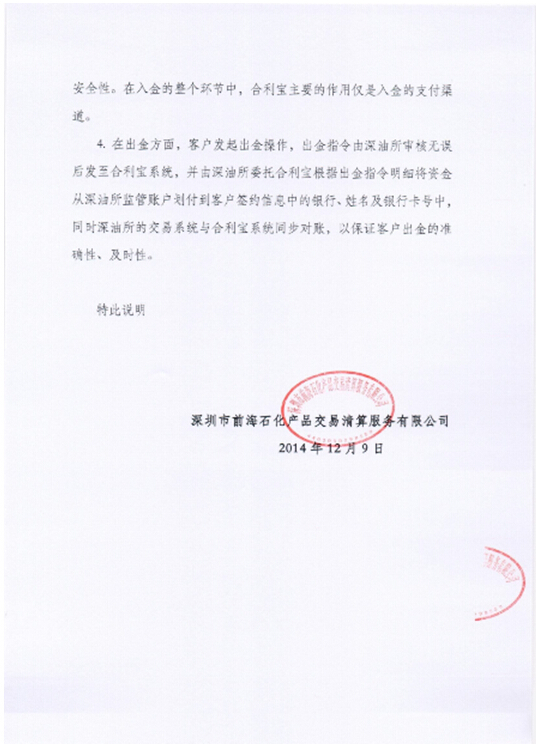 安全性。在入金的整个环节中，合利宝主要的作用仅是入金的支付渠
道。
4. 在出金方面，客户发起出金操作，出金指令由深油所审核无误
后发至合利宝系统，并由深油所委托合利宝根据出金指令明细将资金
从深油所监管账户划付到客户签约信息中的银行、姓名及银行卡号中，
同时深油所的交易系统与合利宝系统同步对账，以保证客户出金的准
确性、及时性。
特此说明
深圳市前海石化产品交易清算服务有限公司
2014 年 12 月 9 日